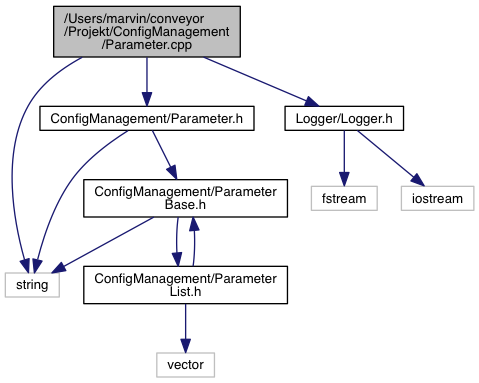 /Users/marvin/conveyor
/Projekt/ConfigManagement
/Parameter.cpp
ConfigManagement/Parameter.h
Logger/Logger.h
ConfigManagement/Parameter
Base.h
fstream
iostream
string
ConfigManagement/Parameter
List.h
vector